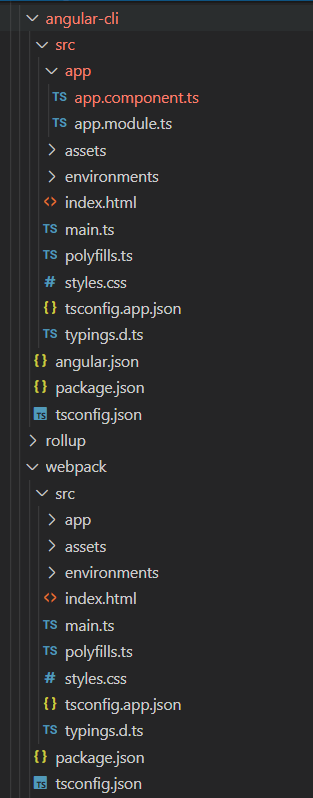 angular-cli
src
app
TS app.component.ts
TS app.module.ts
assets
environments
<> index.html
TS main.ts
TS polyfills.ts
# styles.css
{} tsconfig.app.json
TS typings.d.ts
{} angular.json
{} package.json
TS tsconfig.json
rollup
webpack
src
app
assets
environments
<> index.html
TS main.ts
TS polyfills.ts
# styles.css
{} tsconfig.app.json
TS typings.d.ts
{} package.json
TS tsconfig.json